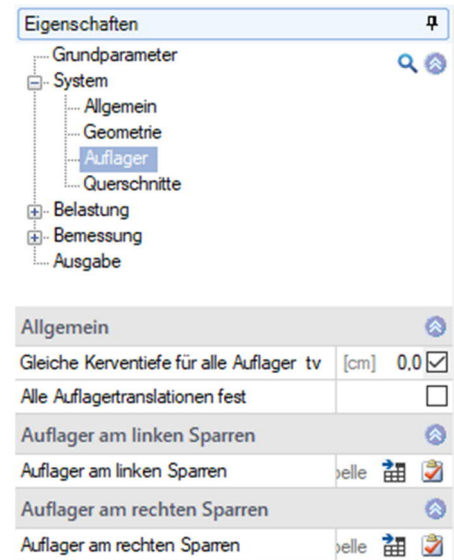 Eigenschaften
Grundparameter
System
Allgemein
Geometrie
Auflager
Querschnitte
Belastung
Bemessung
Ausgabe
Allgemein
Gleiche Kerventiefe für alle Auflager tv [cm] 0,0
Alle Auflagertranslationen fest
Auflager am linken Sparren
Auflager am linken Sparren belle
Auflager am rechten Sparren
Auflager am rechten Sparren belle